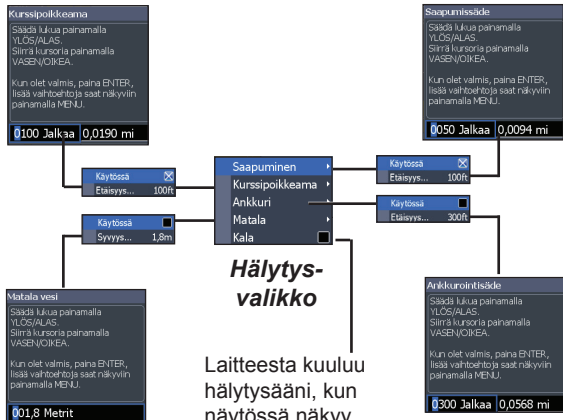 Kurssipoikkeama
Säädä lukua painamalla
YLÖS/ALAS.
Siirrä kursoria painamalla
VASEN/OIKEA.
Kun olet valmis, paina ENTER,
lisää vaihtoehtoja saat näkyviin
painamalla MENU.
0100 Jalkaa 0,0190 mi
Saapumissäde
Säädä lukua painamalla
YLÖS/ALAS.
Siirrä kursoria painamalla
VASEN/OIKEA.
Kun olet valmis, paina ENTER,
lisää vaihtoehtoja saat näkyviin
painamalla MENU.
0050 Jalkaa 0,0094 mi
Käytössä
Etäisyys... 100ft
Käytössä
Syvyys... 1,8m
Saapuminen
Kurssipoikkeama
Ankkuri
Matala
Kala
Käytössä
Etäisyys... 100ft
Käytössä
Etäisyys... 300ft
Hälytys-
valikko
Matala vesi
Säädä lukua painamalla
YLÖS/ALAS.
Siirrä kursoria painamalla
VASEN/OIKEA.
Kun olet valmis, paina ENTER,
lisää vaihtoehtoja saat näkyviin
painamalla MENU.
001,8 Metrit
Laitteesta kuuluu
hälytysääni, kun
näytössä näkyy
Ankkurointisäde
Säädä lukua painamalla
YLÖS/ALAS.
Siirrä kursoria painamalla
VASEN/OIKEA.
Kun olet valmis, paina ENTER,
lisää vaihtoehtoja saat näkyviin
painamalla MENU.
0300 Jalkaa 0,0568 mi